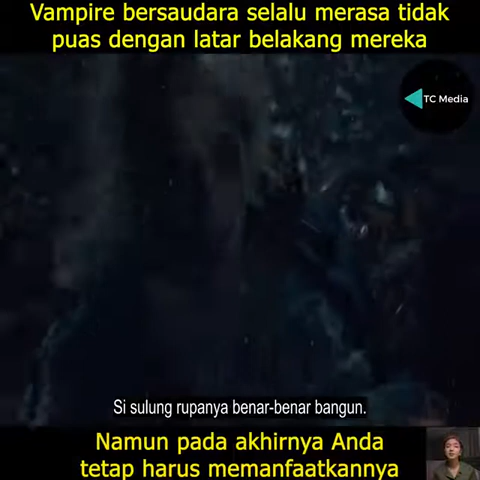 Vampire bersaudara selalu merasa tidak
puas dengan latar belakang mereka
TC Media
Si sulung rupanya benar-benar bangun.
Namun pada akhirnya Anda
tetap harus memanfaatkannya